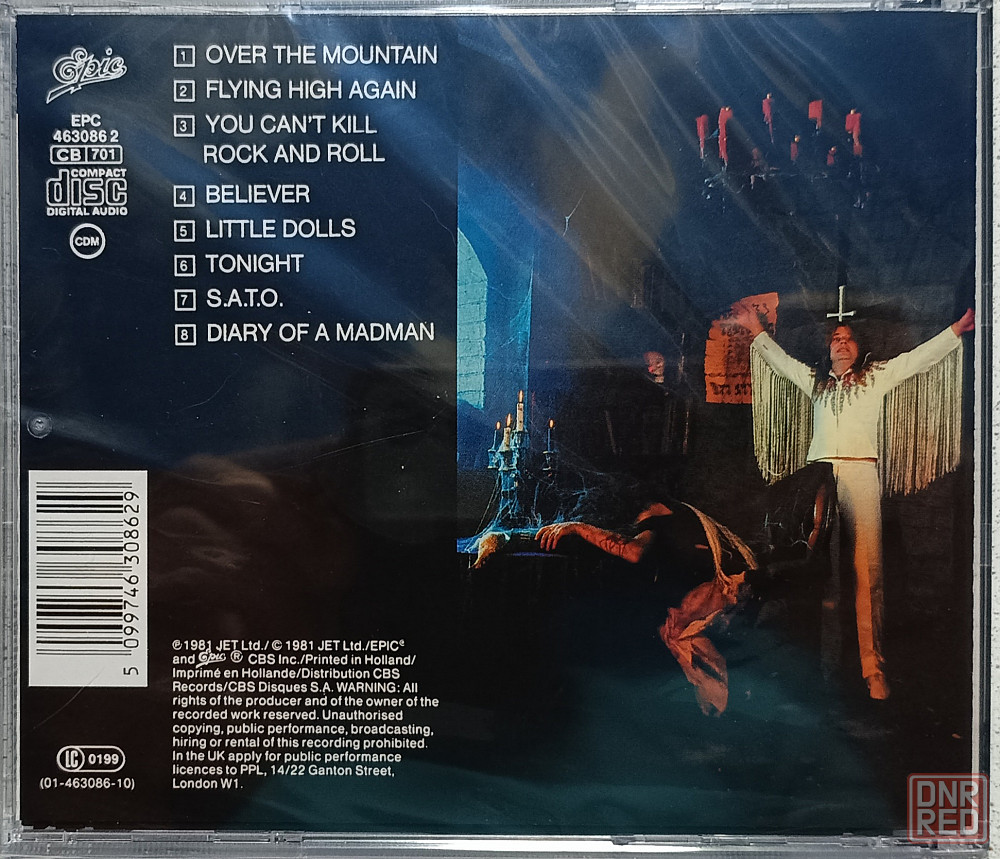 Epic
EPC
463086 2
CB 701
COMPACT
disc
DIGITAL AUDIO
CDM
1 OVER THE MOUNTAIN
2 FLYING HIGH AGAIN
3 YOU CAN'T KILL
ROCK AND ROLL
4 BELIEVER
5 LITTLE DOLLS
6 TONIGHT
7 S.A.T.O.
8 DIARY OF A MADMAN
5 099746 308629
℗1981 JET Ltd./ © 1981 JET Ltd./EPIC
and Epic ® CBS Inc./Printed in Holland/
Imprimé en Hollande/Distribution CBS
Records/CBS Disques S.A. WARNING: All
rights of the producer and of the owner of the
recorded work reserved. Unauthorised
copying, public performance, broadcasting,
hiring or rental of this recording prohibited.
In the UK apply for public performance
licences to PPL, 14/22 Ganton Street,
London W1.
LC 0199
(01-463086-10)
DNR
RED